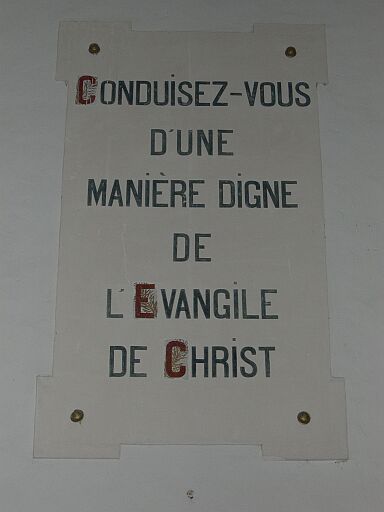 CONDUISEZ-VOUS
D'UNE
MANIÈRE DIGNE
DE
L'EVANGILE
DE CHRIST